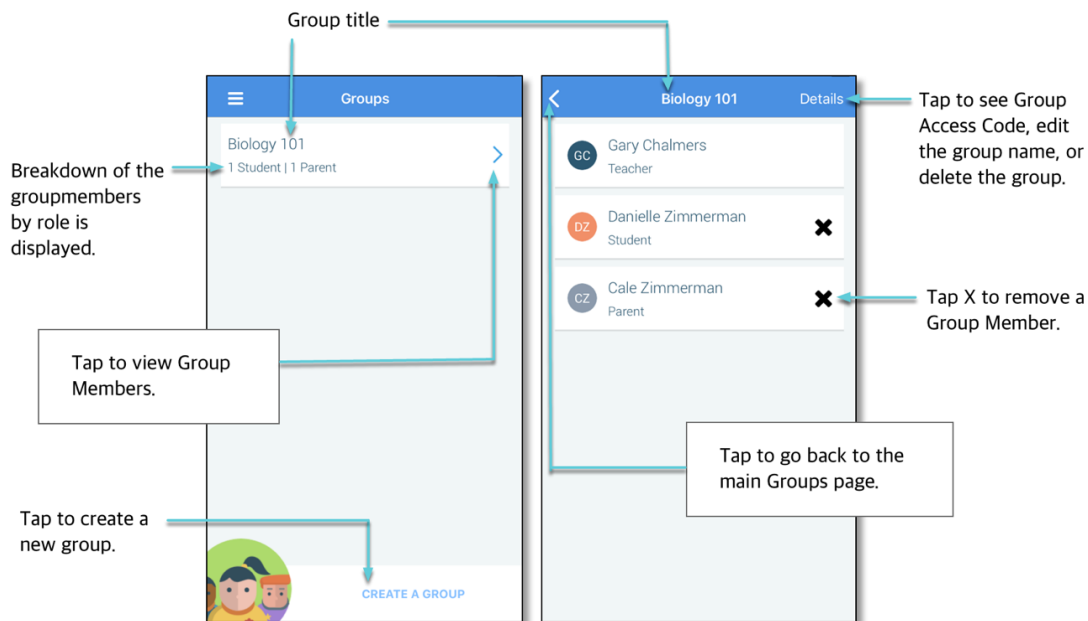 Group title
Groups
Biology 101
1 Student | 1 Parent
Breakdown of the
groupmembers
by role is
displayed.
Tap to view Group
Members.
Tap to create a
new group.
CREATE A GROUP
Biology 101
Details
GC
Gary Chalmers
Teacher
DZ
Danielle Zimmerman
Student
CZ
Cale Zimmerman
Parent
Tap to see Group
Access Code, edit
the group name, or
delete the group.
Tap X to remove a
Group Member.
Tap to go back to the
main Groups page.